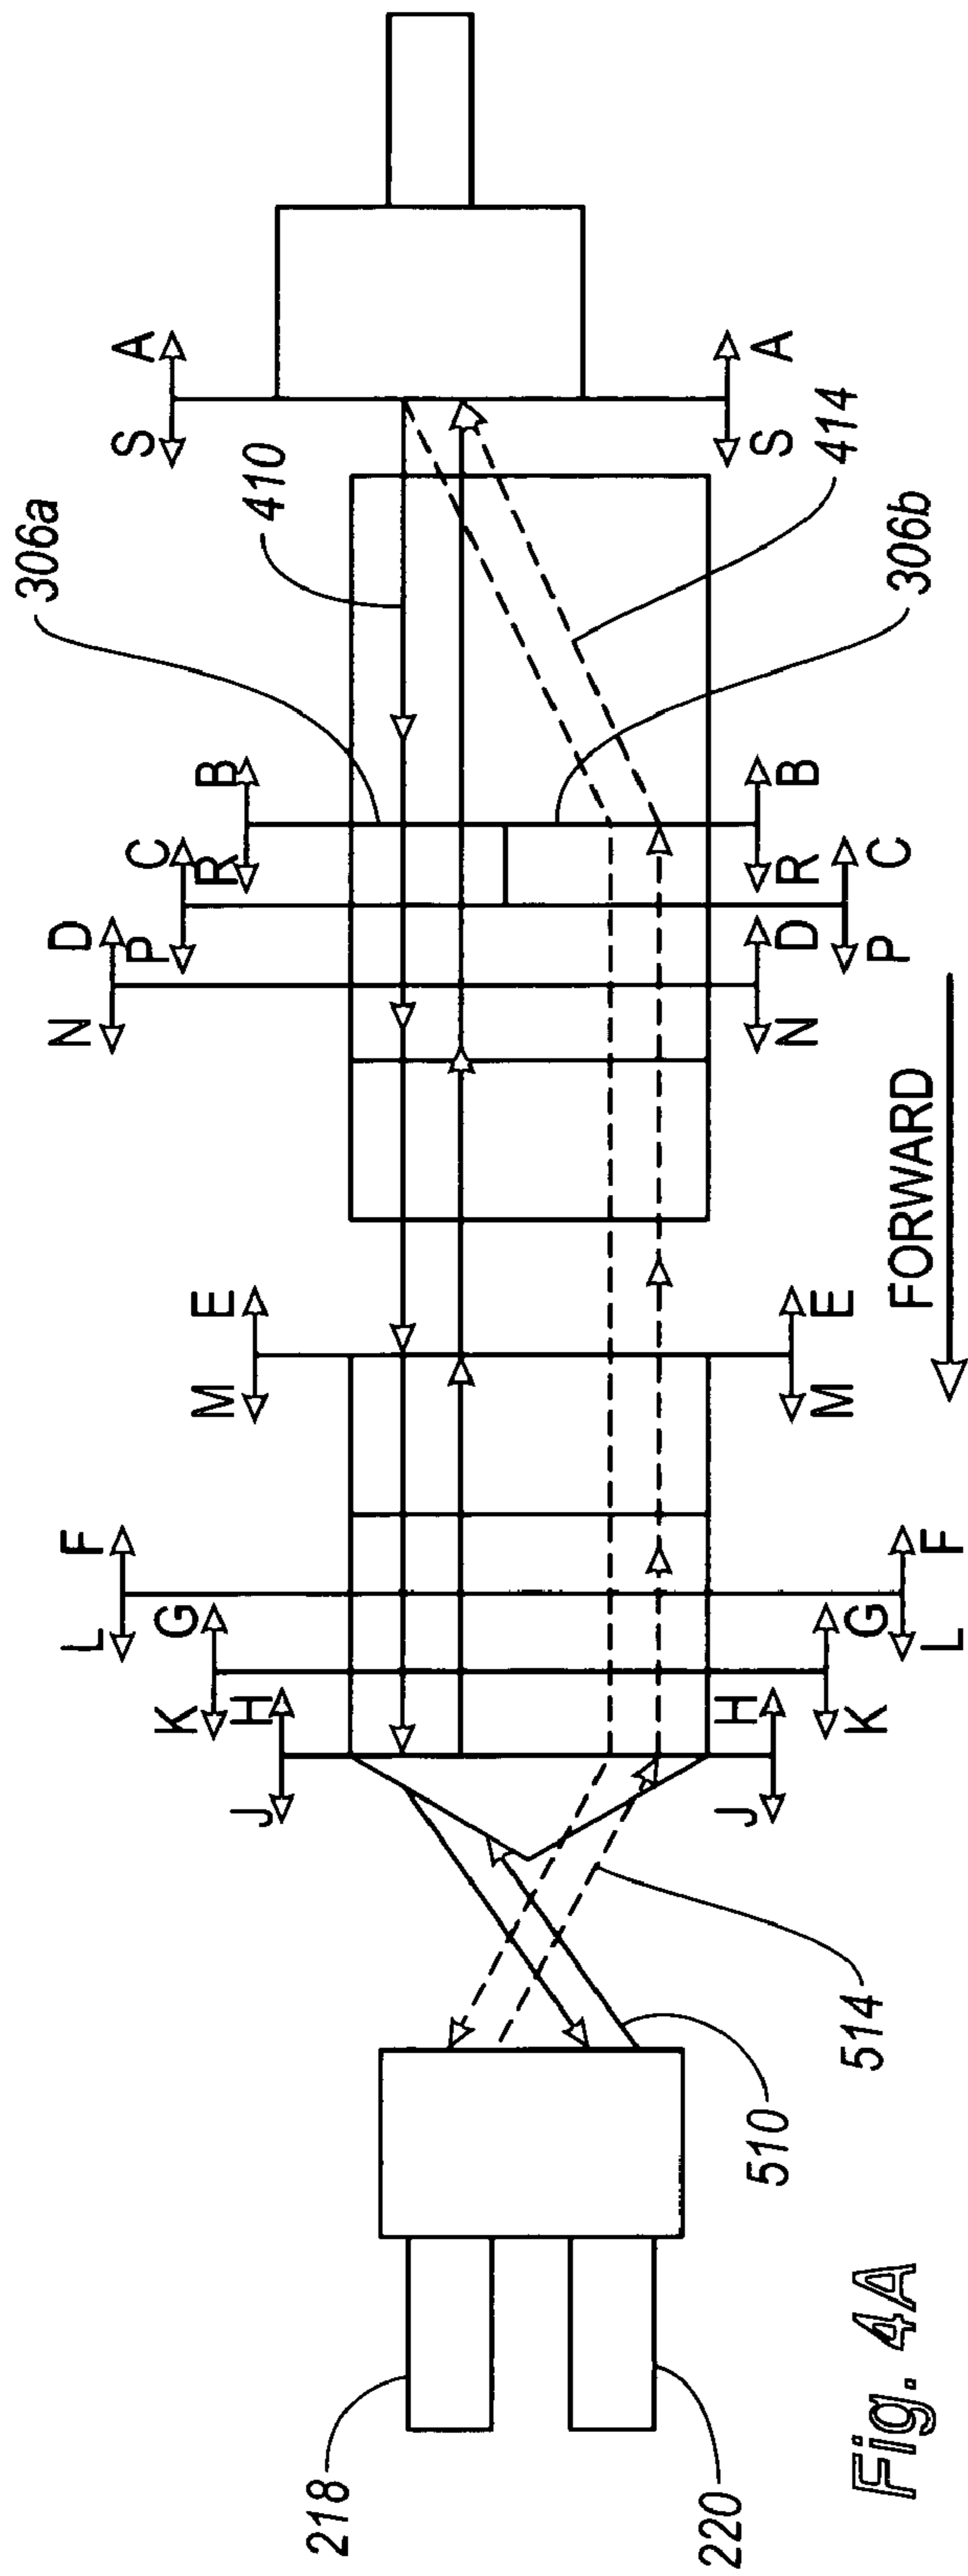 306a
L F
N D
S A
P C
K G
410
M E
R B
J H
218
J H
220
510
S A
N D
R B
M E
414
K G
514
P C
306b
FORWARD
L F
Fig. 4A